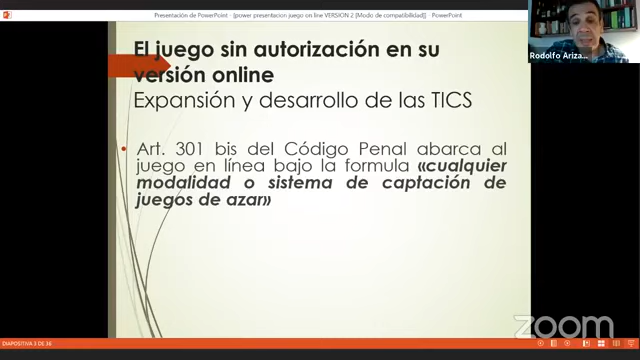 Presentación de PowerPoint - [power presentacion juego on line VERSION 2 [Modo de compatibilidad]] - PowerPoint
Rodolfo Ariza...
El juego sin autorización en su
versión online
Expansión y desarrollo de las TICS
• Art. 301 bis del Código Penal abarca al
juego en línea bajo la formula «cualquier
modalidad o sistema de captación de
juegos de azar»
zoom
DIAPOSITIVA 3 DE 36